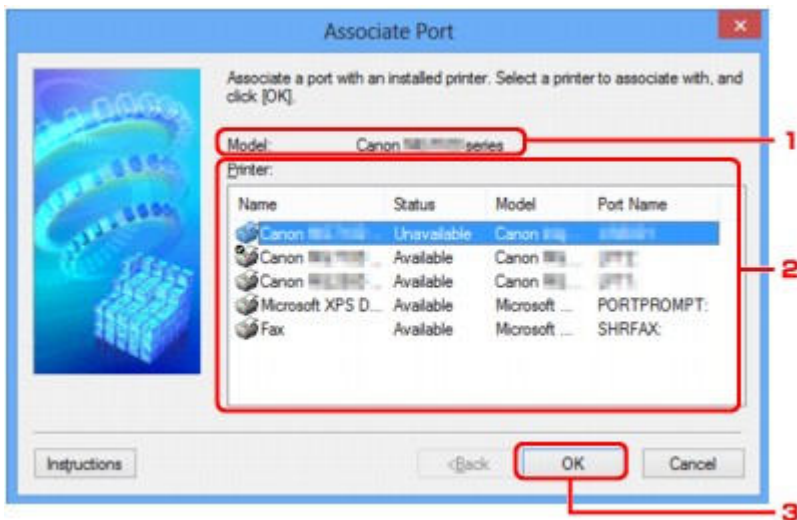 Associate Port
Associate a port with an installed printer. Select a printer to associate with, and
click [OK].
Model: Canon series
1
Printer:
Name Status Model Port Name
Canon ... Unavailable Canon
Canon ... Available Canon ...
2
Canon ... Available Canon ...
Microsoft XPS D... Available Microsoft ... PORTPROMPT:
Fax Available Microsoft ... SHRFAX:
Instructions <Back OK Cancel
3